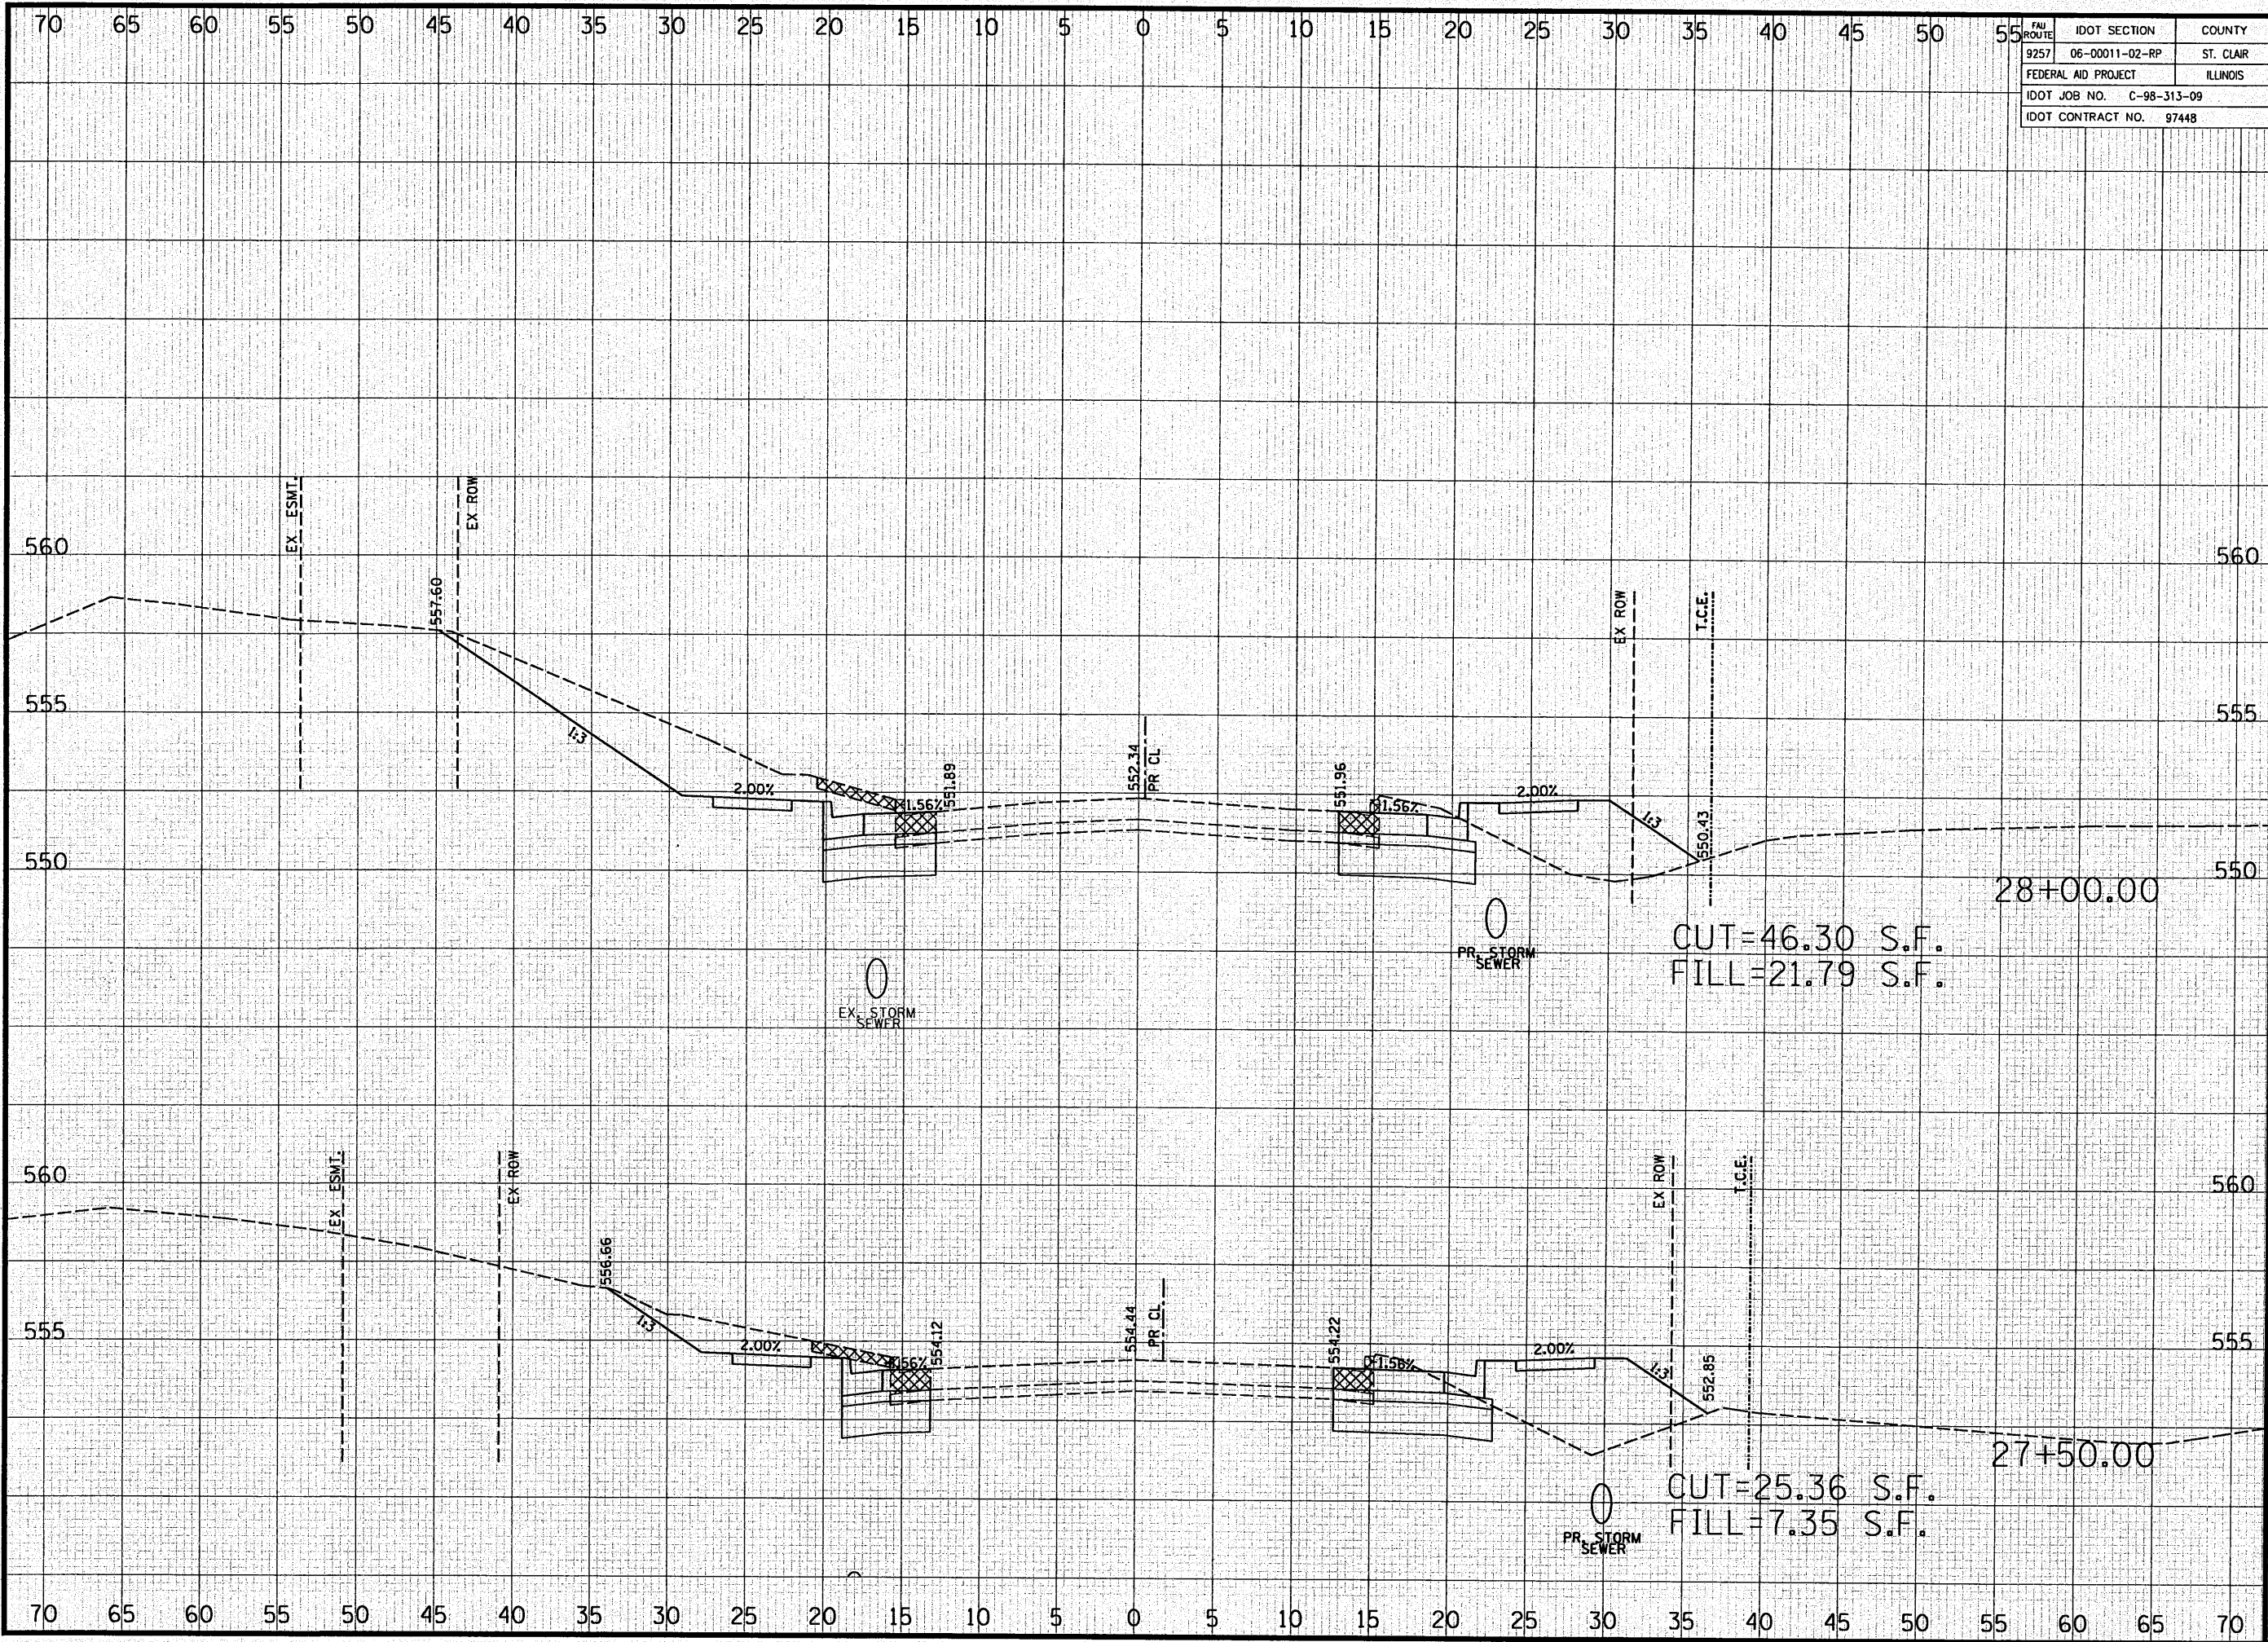 70 65 60 55 50 45 40 35 30 25 20 15 10 5 0 5 10 15 20 25 30 35 40 45 50 55
FAU ROUTE IDOT SECTION COUNTY
9257 06-00011-02-RP ST. CLAIR
FEDERAL AID PROJECT ILLINOIS
IDOT JOB NO. C-98-313-09
IDOT CONTRACT NO. 97448
EX ESMT.
EX ROW
560
560
557.60
EX ROW
T.C.E.
555
555
1:3
2.00%
1.56%
551.89
552.34
PR CL
551.96
1.56%
2.00%
1:3
550.43
550
550
28+00.00
CUT=46.30 S.F.
FILL=21.79 S.F.
PR. STORM
SEWER
EX. STORM
SEWER
EX ESMT.
EX ROW
560
560
EX ROW
T.C.E.
556.66
555
555
1:3
2.00%
1.56%
554.12
554.44
PR CL
554.22
1.56%
2.00%
1:3
552.85
27+50.00
CUT=25.36 S.F.
FILL=7.35 S.F.
PR. STORM
SEWER
70 65 60 55 50 45 40 35 30 25 20 15 10 5 0 5 10 15 20 25 30 35 40 45 50 55 60 65 70